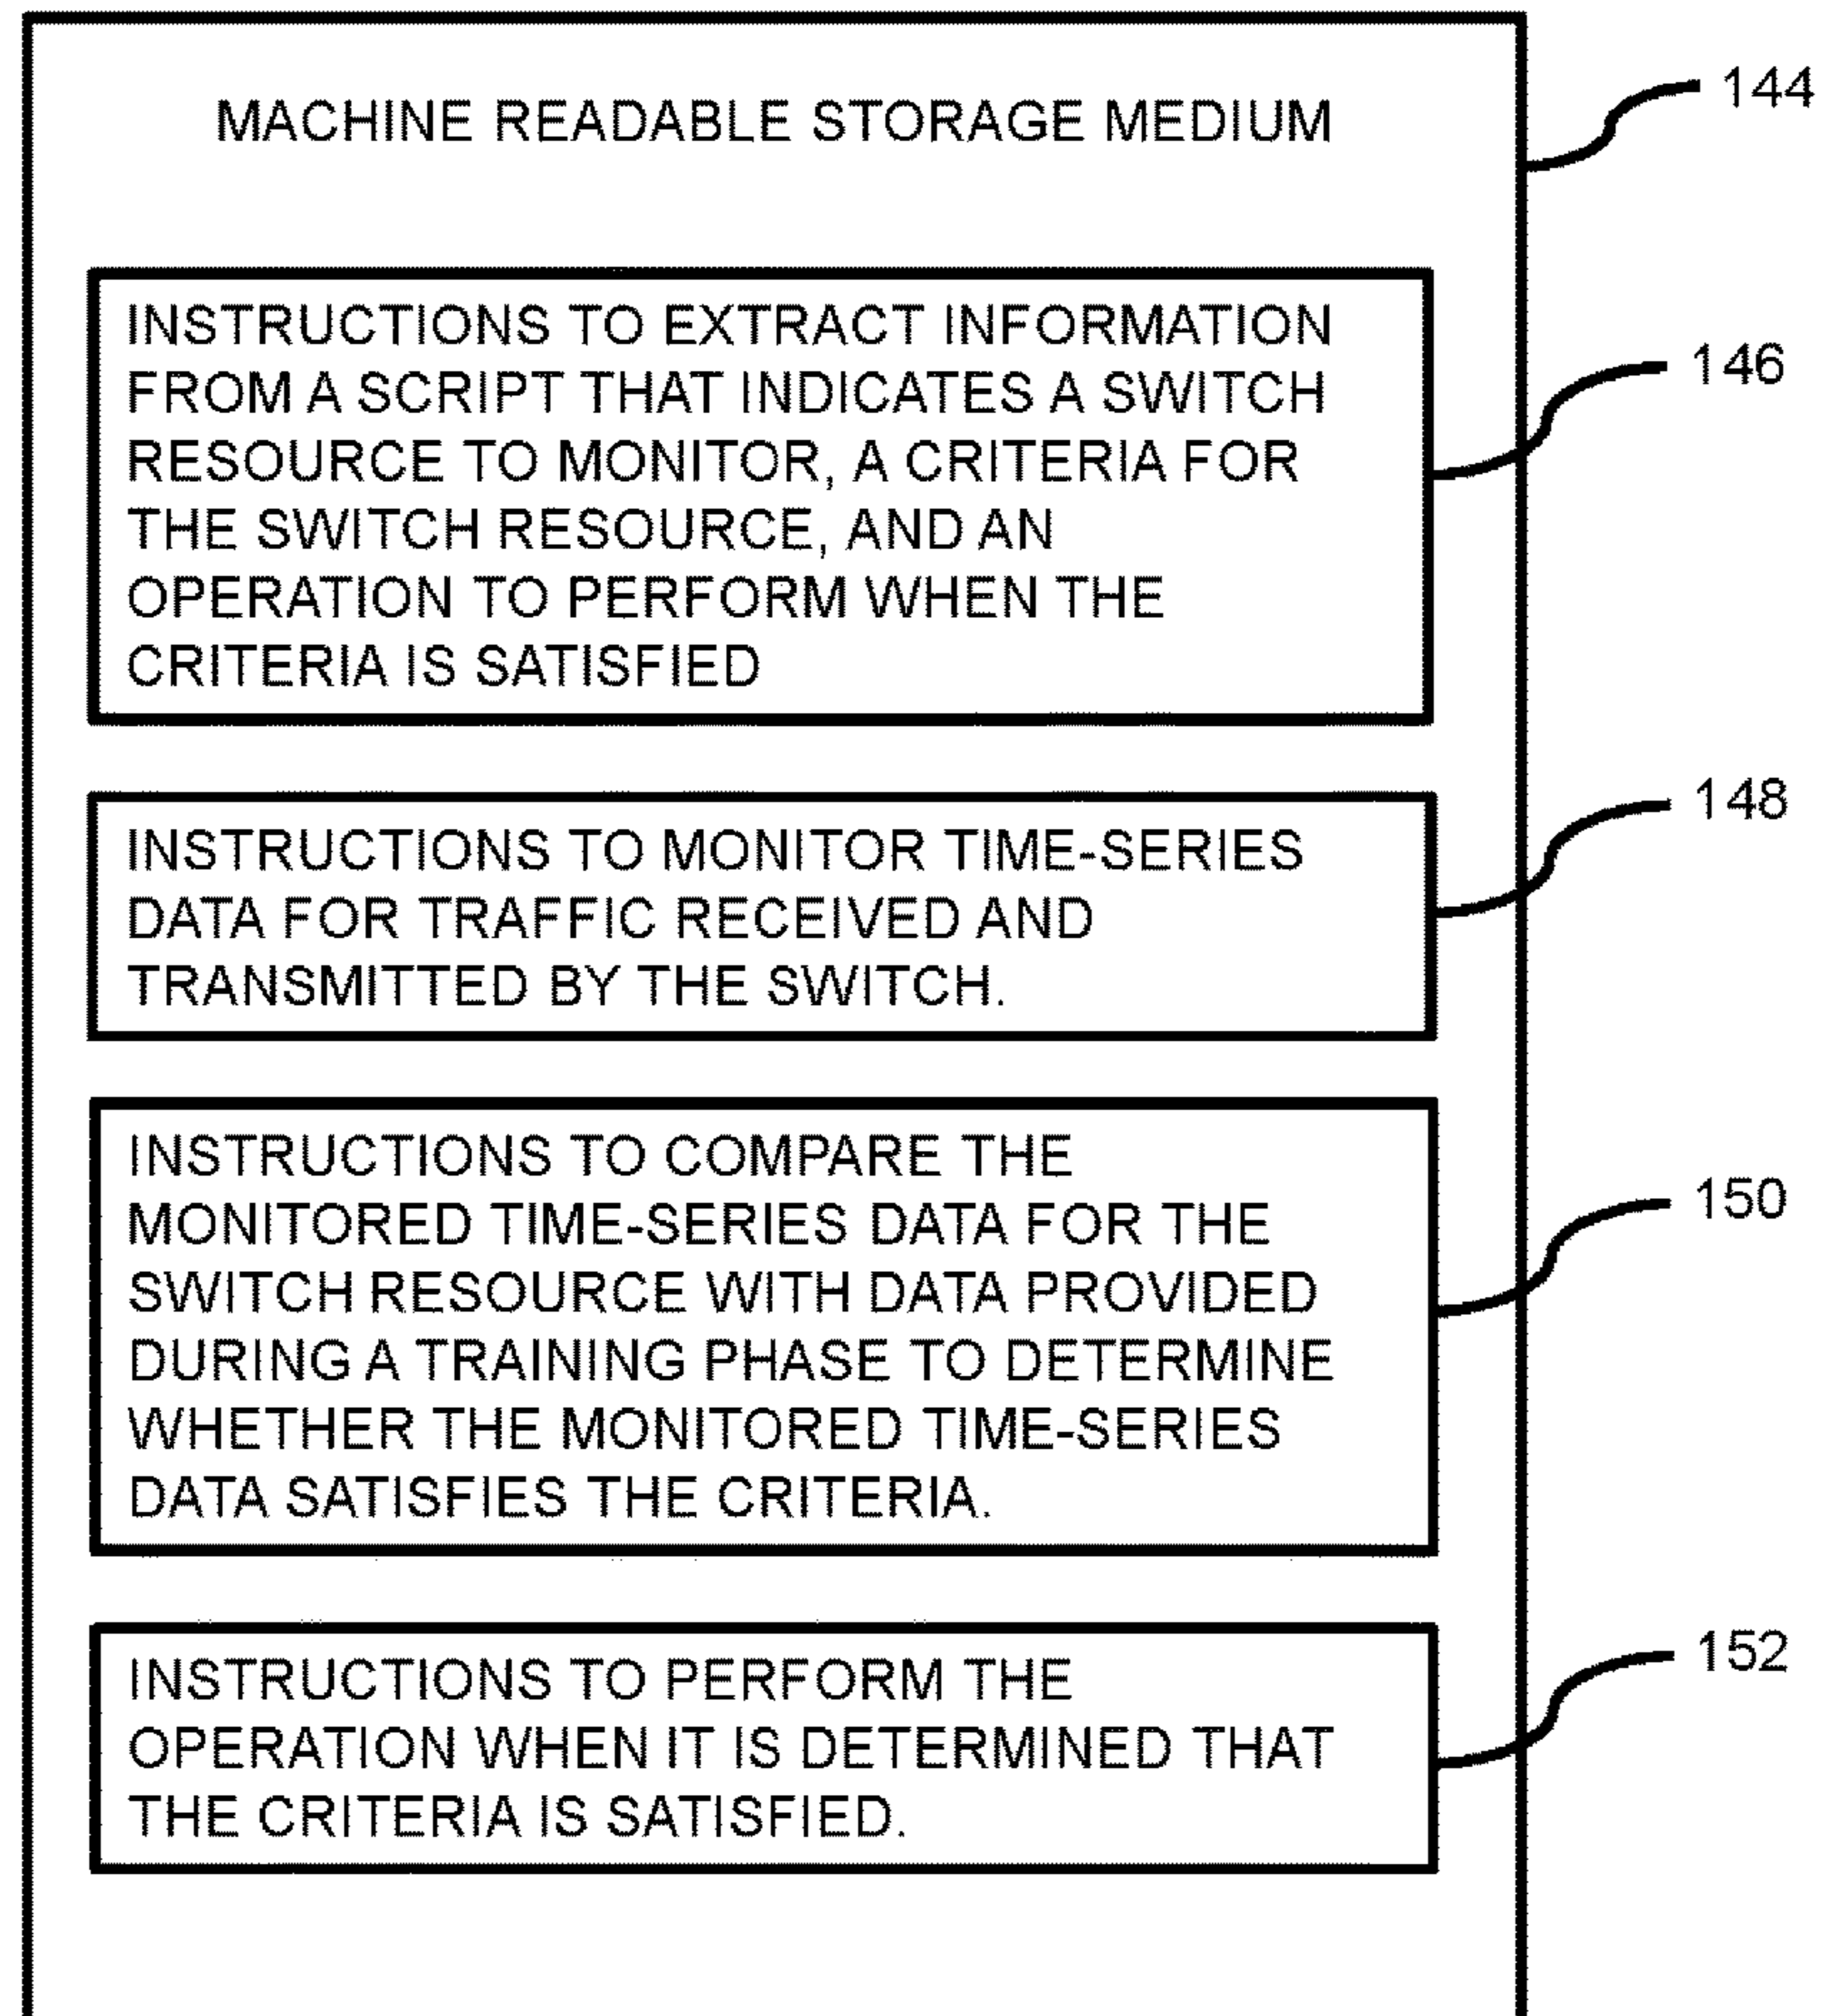 MACHINE READABLE STORAGE MEDIUM
144
INSTRUCTIONS TO EXTRACT INFORMATION
FROM A SCRIPT THAT INDICATES A SWITCH
RESOURCE TO MONITOR, A CRITERIA FOR
THE SWITCH RESOURCE, AND AN
OPERATION TO PERFORM WHEN THE
CRITERIA IS SATISFIED
146
INSTRUCTIONS TO MONITOR TIME-SERIES
DATA FOR TRAFFIC RECEIVED AND
TRANSMITTED BY THE SWITCH.
148
INSTRUCTIONS TO COMPARE THE
MONITORED TIME-SERIES DATA FOR THE
SWITCH RESOURCE WITH DATA PROVIDED
DURING A TRAINING PHASE TO DETERMINE
WHETHER THE MONITORED TIME-SERIES
DATA SATISFIES THE CRITERIA.
150
INSTRUCTIONS TO PERFORM THE
OPERATION WHEN IT IS DETERMINED THAT
THE CRITERIA IS SATISFIED.
152